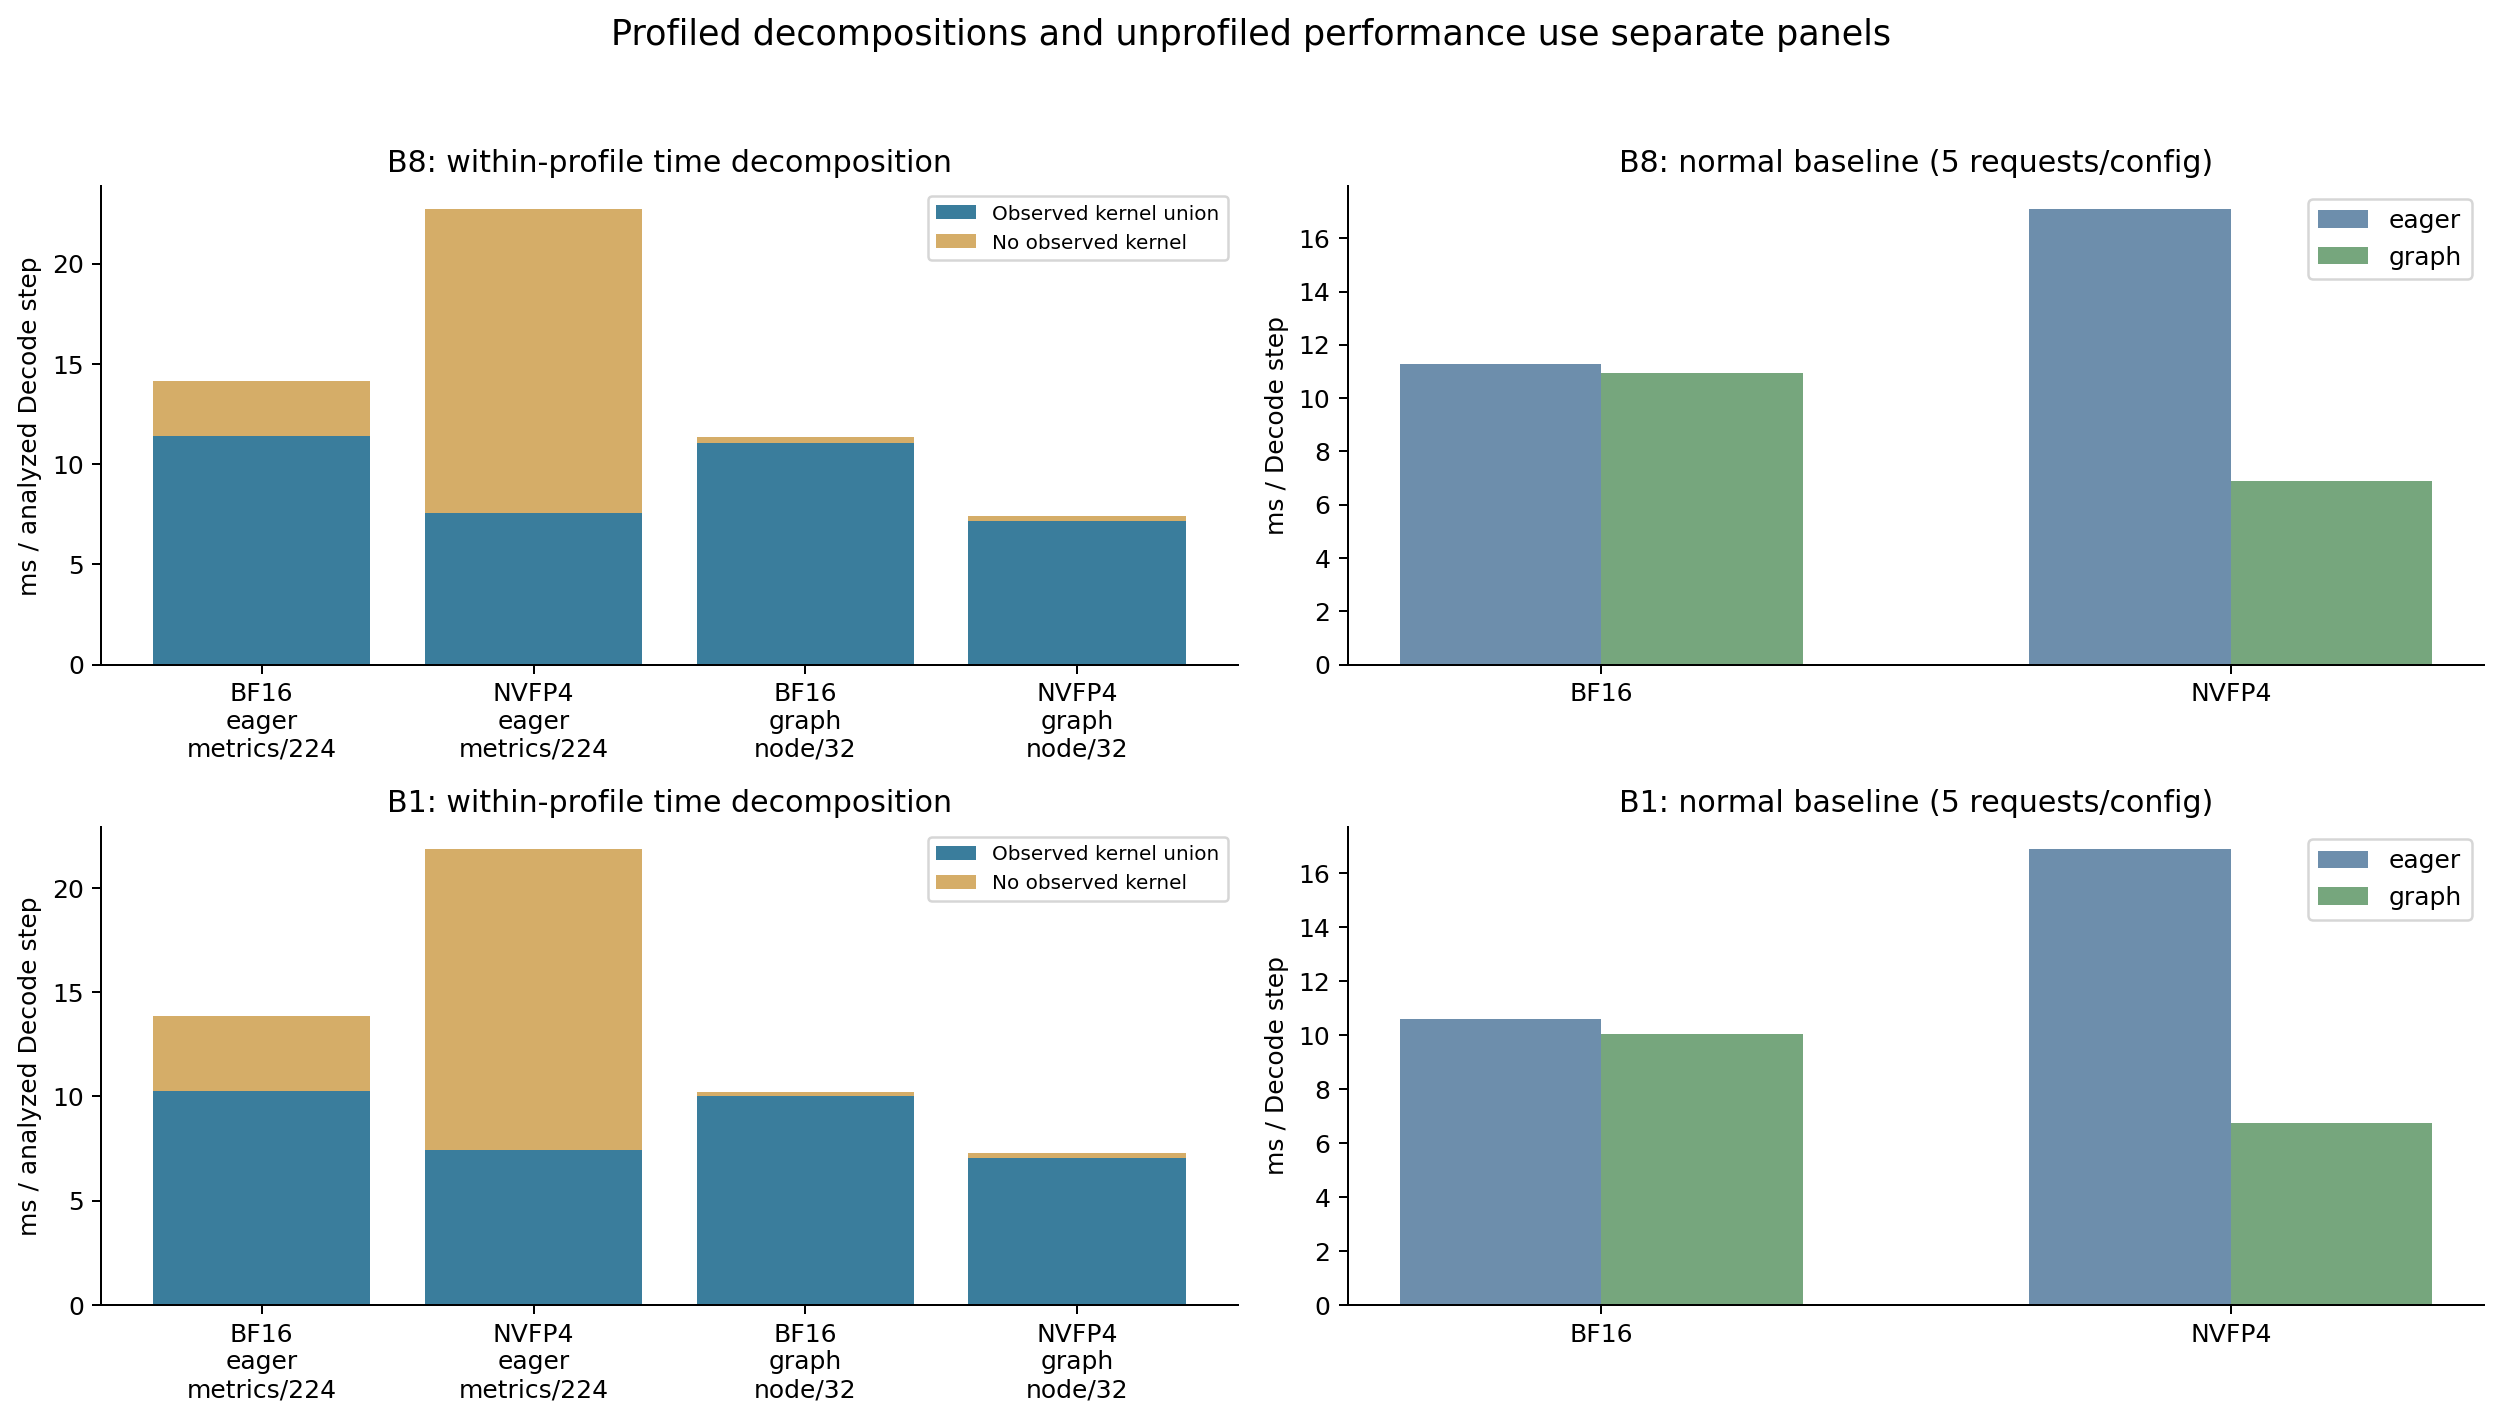 Profiled decompositions and unprofiled performance use separate panels
B8: within-profile time decomposition
ms / analyzed Decode step
20
15
10
5
0
Observed kernel union
No observed kernel
BF16
eager
metrics/224
NVFP4
eager
metrics/224
BF16
graph
node/32
NVFP4
graph
node/32
B8: normal baseline (5 requests/config)
ms / Decode step
16
14
12
10
8
6
4
2
0
eager
graph
BF16
NVFP4
B1: within-profile time decomposition
ms / analyzed Decode step
20
15
10
5
0
Observed kernel union
No observed kernel
BF16
eager
metrics/224
NVFP4
eager
metrics/224
BF16
graph
node/32
NVFP4
graph
node/32
B1: normal baseline (5 requests/config)
ms / Decode step
16
14
12
10
8
6
4
2
0
eager
graph
BF16
NVFP4